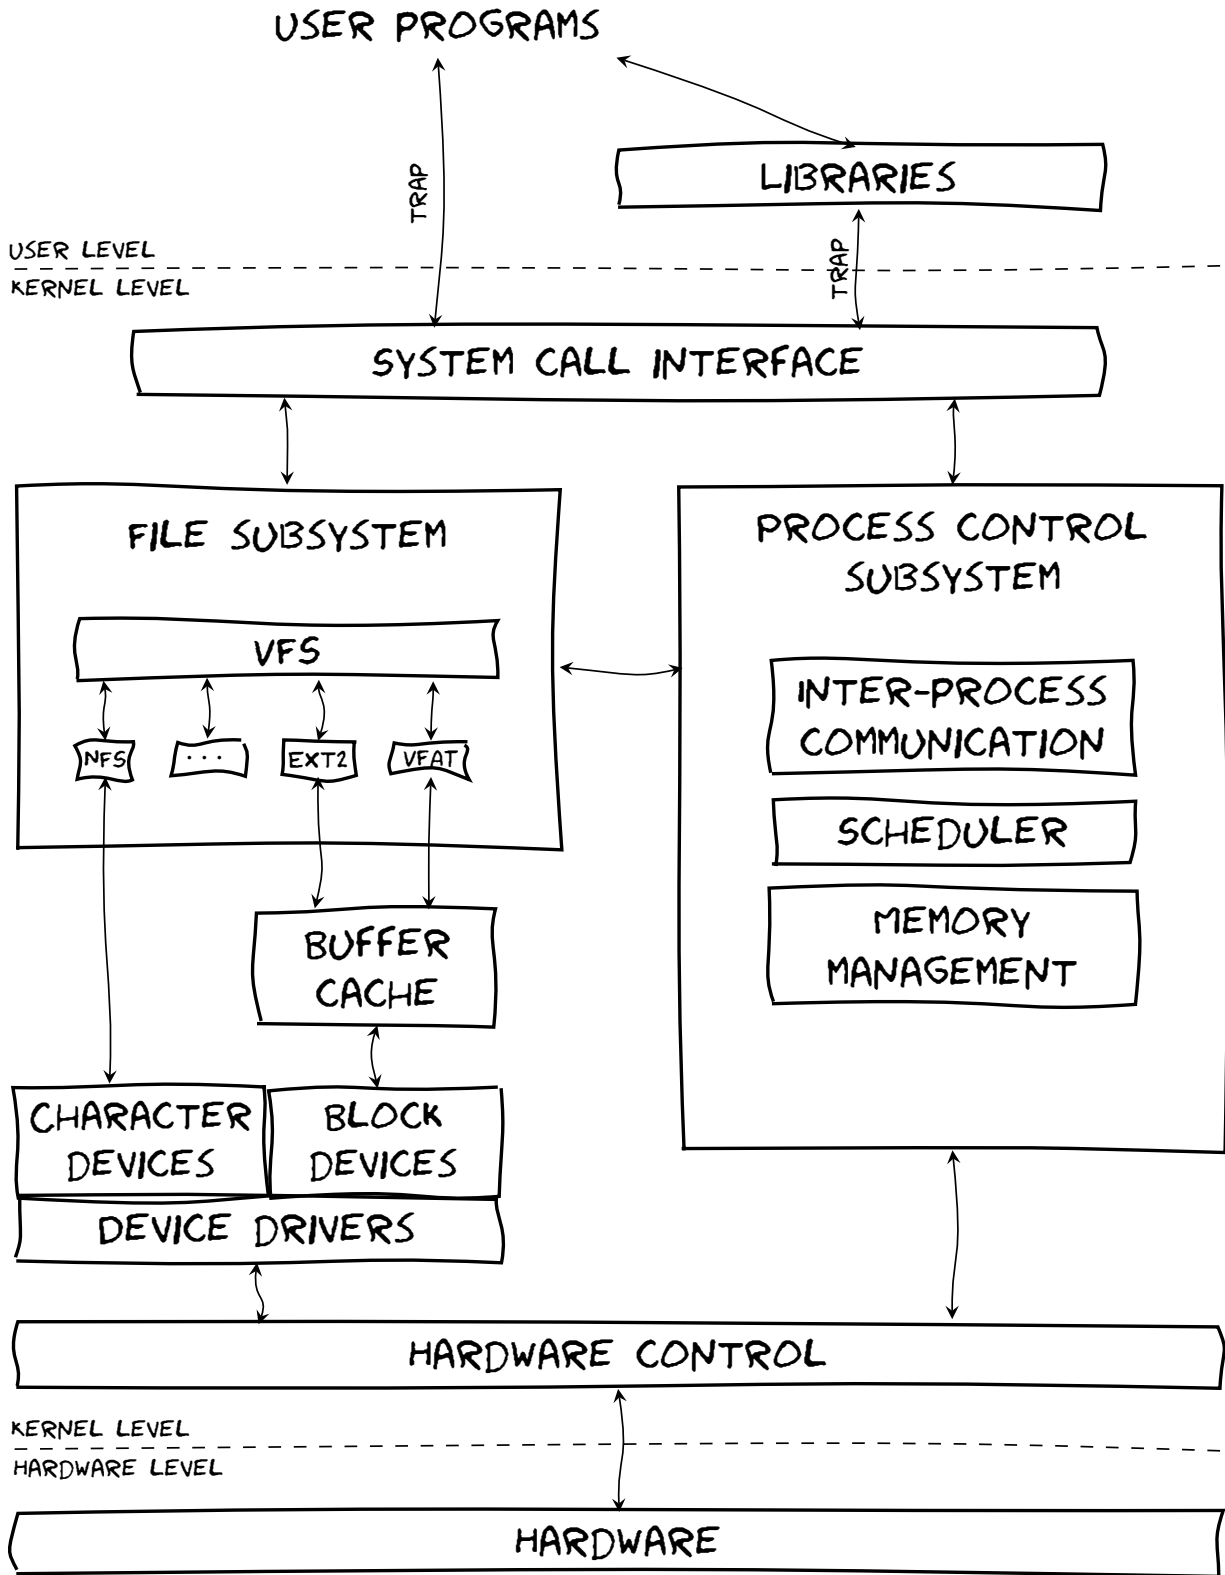 USER PROGRAMS
TRAP
LIBRARIES
USER LEVEL
TRAP
KERNEL LEVEL
SYSTEM CALL INTERFACE
FILE SUBSYSTEM
VFS
NFS
...
EXT2
VFAT
PROCESS CONTROL
SUBSYSTEM
INTER-PROCESS
COMMUNICATION
SCHEDULER
MEMORY
MANAGEMENT
BUFFER
CACHE
CHARACTER
DEVICES
BLOCK
DEVICES
DEVICE DRIVERS
HARDWARE CONTROL
KERNEL LEVEL
HARDWARE LEVEL
HARDWARE